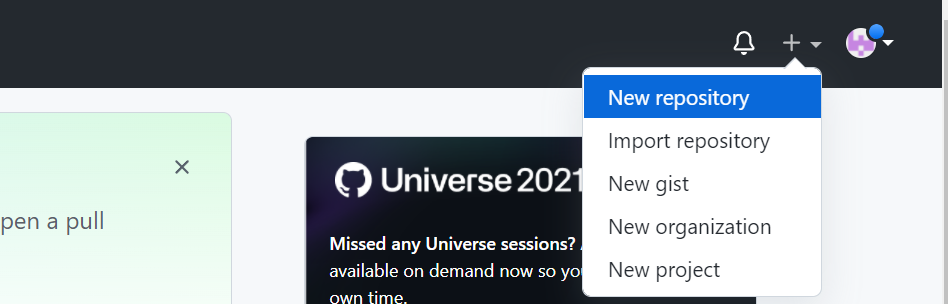 New repository
Import repository
New gist
New organization
New project
pen a pull
Universe 2021
Missed any Universe sessions?
available on demand now so you
own time.